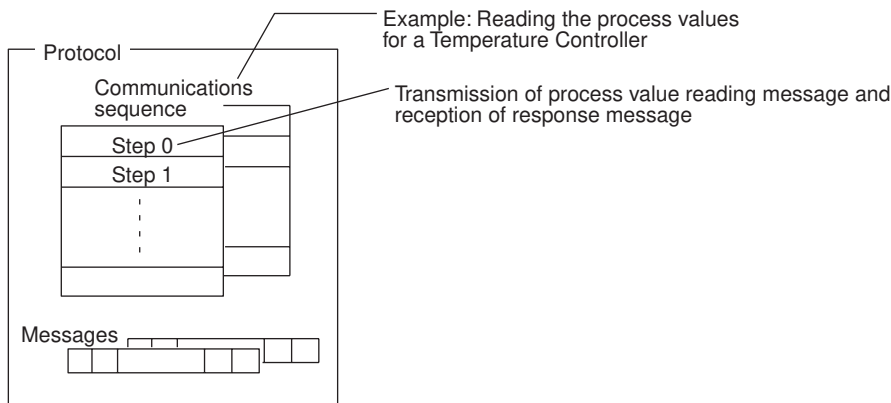 Example: Reading the process values
for a Temperature Controller
Protocol
Communications
sequence
Transmission of process value reading message and
reception of response message
Step 0
Step 1
Messages